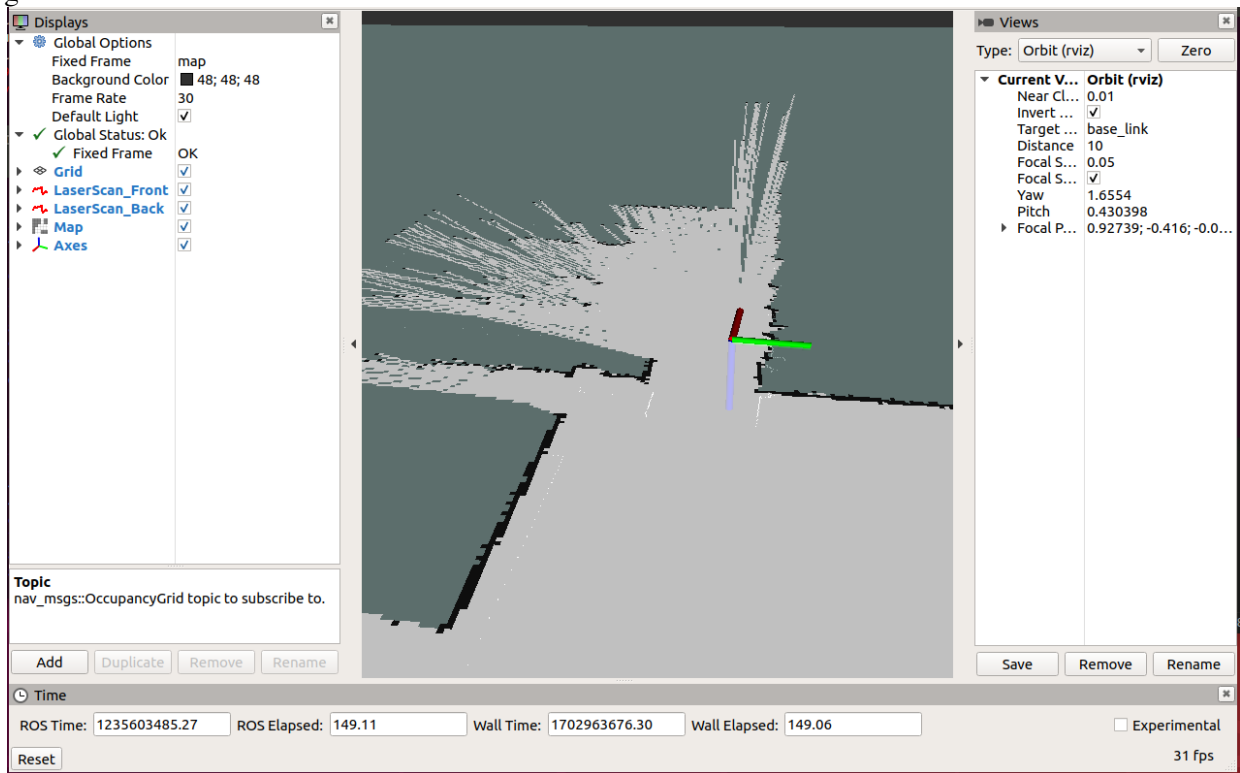 Displays
Global Options
Fixed Frame map
Background Color 48; 48; 48
Frame Rate 30
Default Light
Global Status: Ok
Fixed Frame OK
Grid
LaserScan_Front
LaserScan_Back
Map
Axes
Topic
nav_msgs::OccupancyGrid topic to subscribe to.
Add Duplicate Remove Rename
Views
Type: Orbit (rviz) Zero
Current V... Orbit (rviz)
Near Cl... 0.01
Invert ...
Target ... base_link
Distance 10
Focal S... 0.05
Focal S...
Yaw 1.6554
Pitch 0.430398
Focal P... 0.92739; -0.416; -0.0...
Save Remove Rename
Time
ROS Time: 1235603485.27 ROS Elapsed: 149.11 Wall Time: 1702963676.30 Wall Elapsed: 149.06 Experimental
Reset 31 fps